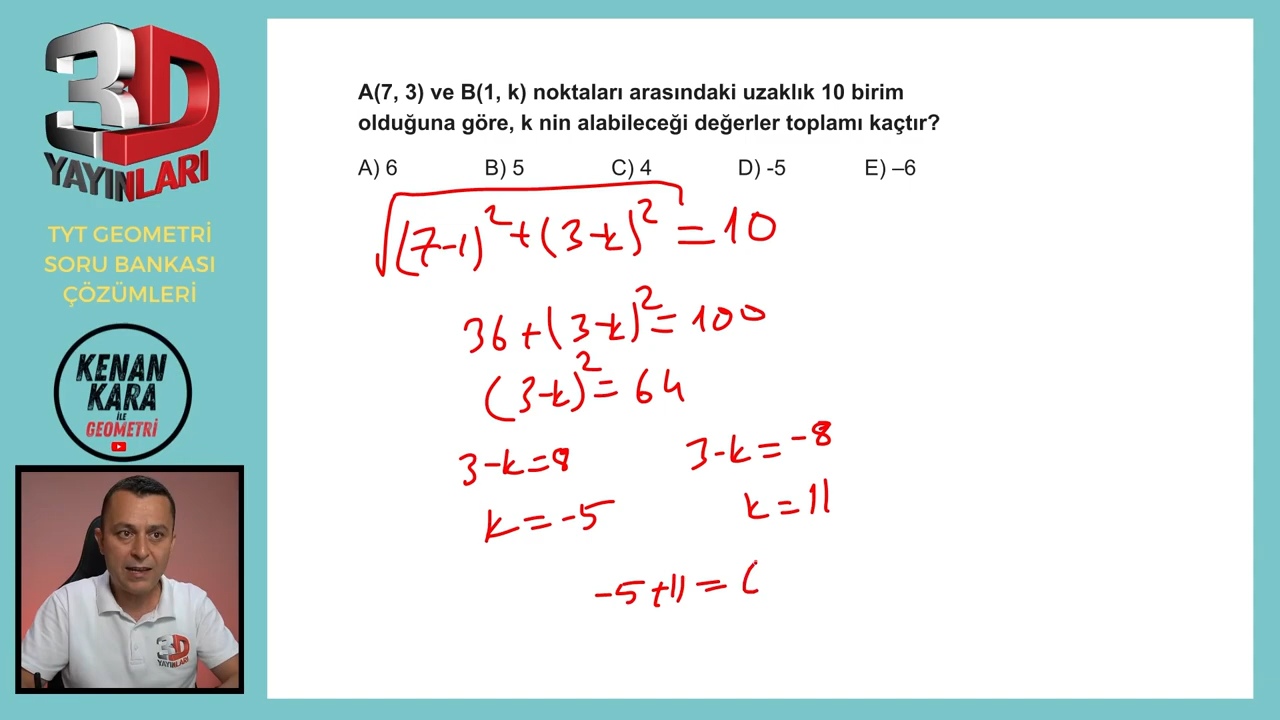 3D
YAYINLARI
TYT GEOMETRİ
SORU BANKASI
ÇÖZÜMLERİ
KENAN
KARA
İLE
GEOMETRİ
3D
YAYINLARI
A(7, 3) ve B(1, k) noktaları arasındaki uzaklık 10 birim
olduğuna göre, k nin alabileceği değerler toplamı kaçtır?
A) 6 B) 5 C) 4 D) -5 E) –6
√(7-1)² + (3-k)² = 10
36 + (3-k)² = 100
(3-k)² = 64
3-k = 8 3-k = -8
k = -5 k = 11
-5 + 11 =